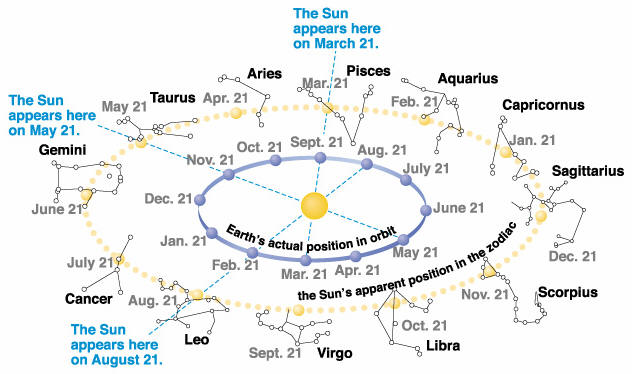 The Sun
appears here
on March 21.
Aries
Mar. 21
Pisces
Aquarius
Taurus
Apr. 21
Feb. 21
Capricornus
The Sun
appears here
on May 21.
May 21
Jan. 21
Gemini
Nov. 21
Oct. 21
Sept. 21
Aug. 21
July 21
Sagittarius
June 21
Dec. 21
June 21
Dec. 21
Earth's actual position in orbit
Jan. 21
Feb. 21
Mar. 21
Apr. 21
May 21
the Sun's apparent position in the zodiac
July 21
Cancer
Aug. 21
Leo
Nov. 21
Scorpius
The Sun
appears here
on August 21.
Sept. 21
Virgo
Oct. 21
Libra